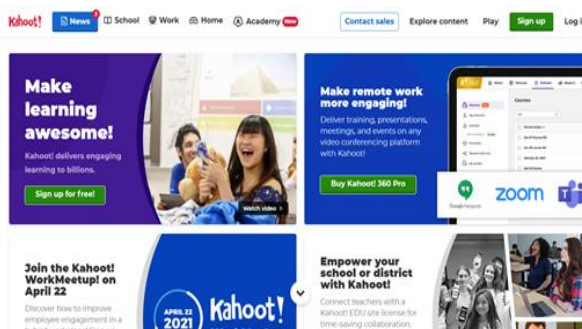 Kahoot!
News
2
School
Work
Home
Academy
New
Contact sales
Explore content
Play
Sign up
Log i
Make
learning
awesome!
Kahoot! delivers engaging
learning to billions.
Sign up for free!
Watch video
Make remote work
more engaging!
Deliver training, presentations,
meetings, and events on any
video conferencing platform
with Kahoot!
Buy Kahoot! 360 Pro
Courses
Google Hangouts
zoom
T
Join the Kahoot!
WorkMeetup! on
April 22
Discover how to improve
employee engagement in a
APRIL 22
2021
Kahoot!
Empower your
school or district
with Kahoot!
Connect teachers with a
Kahoot! EDU site license for
time-saving collaboration,